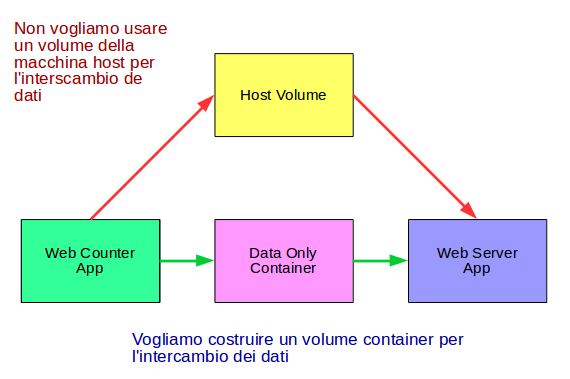 Non vogliamo usare
un volume della
macchina host per
l'interscambio de
dati
Host Volume
Web Counter
App
Data Only
Container
Web Server
App
Vogliamo costruire un volume container per
l'intercambio dei dati